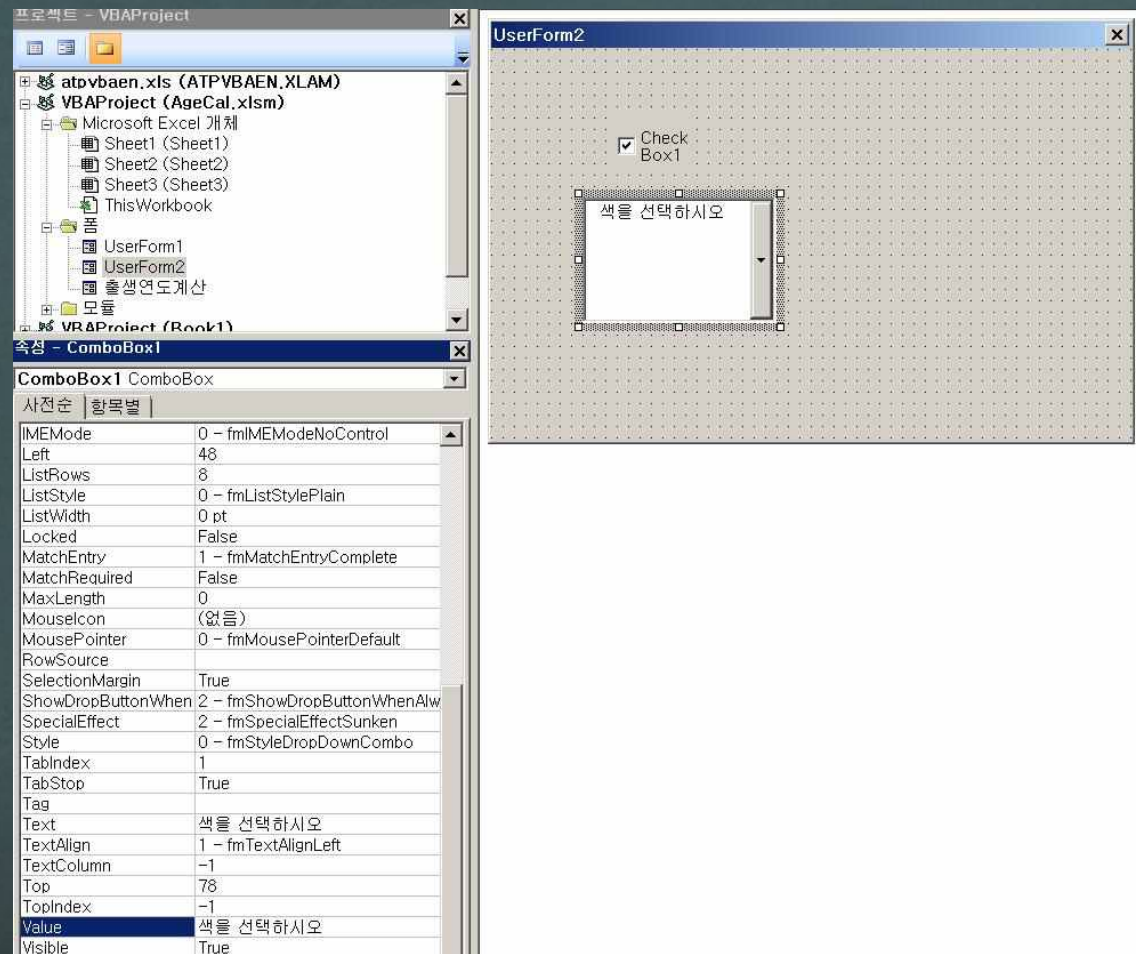 프로젝트 - VBAProject
atpvbaen.xls (ATPVBAEN.XLAM)
VBAProject (AgeCal.xlsm)
Microsoft Excel 개체
Sheet1 (Sheet1)
Sheet2 (Sheet2)
Sheet3 (Sheet3)
ThisWorkbook
폼
UserForm1
UserForm2
출생연도계산
모듈
VBAProject (Book1)
속성 - ComboBox1
ComboBox1 ComboBox
사전순 항목별
IMEMode 0 - fmIMEModeNoControl
Left 48
ListRows 8
ListStyle 0 - fmListStylePlain
ListWidth 0 pt
Locked False
MatchEntry 1 - fmMatchEntryComplete
MatchRequired False
MaxLength 0
MouseIcon (없음)
MousePointer 0 - fmMousePointerDefault
RowSource
SelectionMargin True
ShowDropButtonWhen 2 - fmShowDropButtonWhenAlw
SpecialEffect 2 - fmSpecialEffectSunken
Style 0 - fmStyleDropDownCombo
TabIndex 1
TabStop True
Tag
Text 색을 선택하시오
TextAlign 1 - fmTextAlignLeft
TextColumn -1
Top 78
TopIndex -1
Value 색을 선택하시오
Visible True
UserForm2
Check
Box1
색을 선택하시오